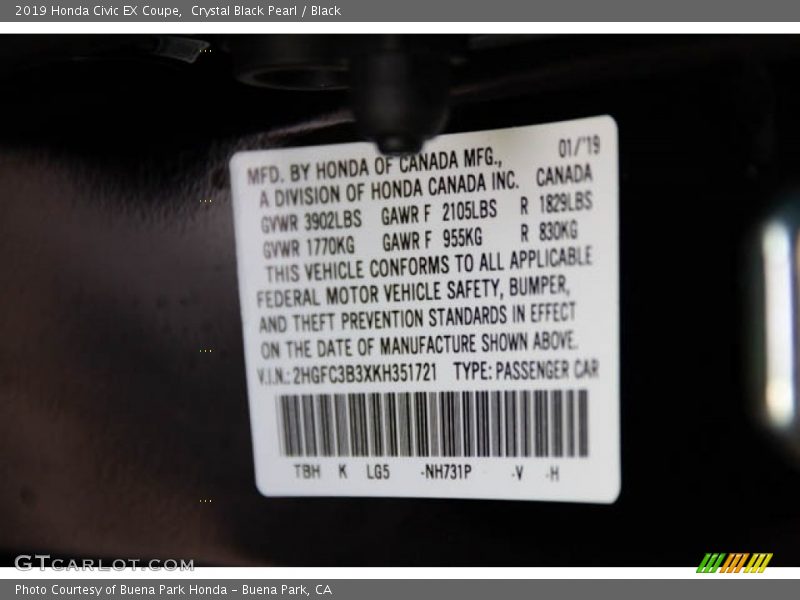 2019 Honda Civic EX Coupe,  Crystal Black Pearl / Black
01/'19
MFD. BY HONDA OF CANADA MFG.,
A DIVISION OF HONDA CANADA INC. CANADA
GVWR 3902LBS GAWR F 2105LBS R 1829LBS
GVWR 1770KG GAWR F 955KG R 830KG
THIS VEHICLE CONFORMS TO ALL APPLICABLE
FEDERAL MOTOR VEHICLE SAFETY, BUMPER,
AND THEFT PREVENTION STANDARDS IN EFFECT
ON THE DATE OF MANUFACTURE SHOWN ABOVE.
V.I.N.: 2HGFC3B3XKH351721 TYPE: PASSENGER CAR
TBH K LG5 -NH731P -V -H
GTCARLOT.COM
Photo Courtesy of Buena Park Honda – Buena Park, CA